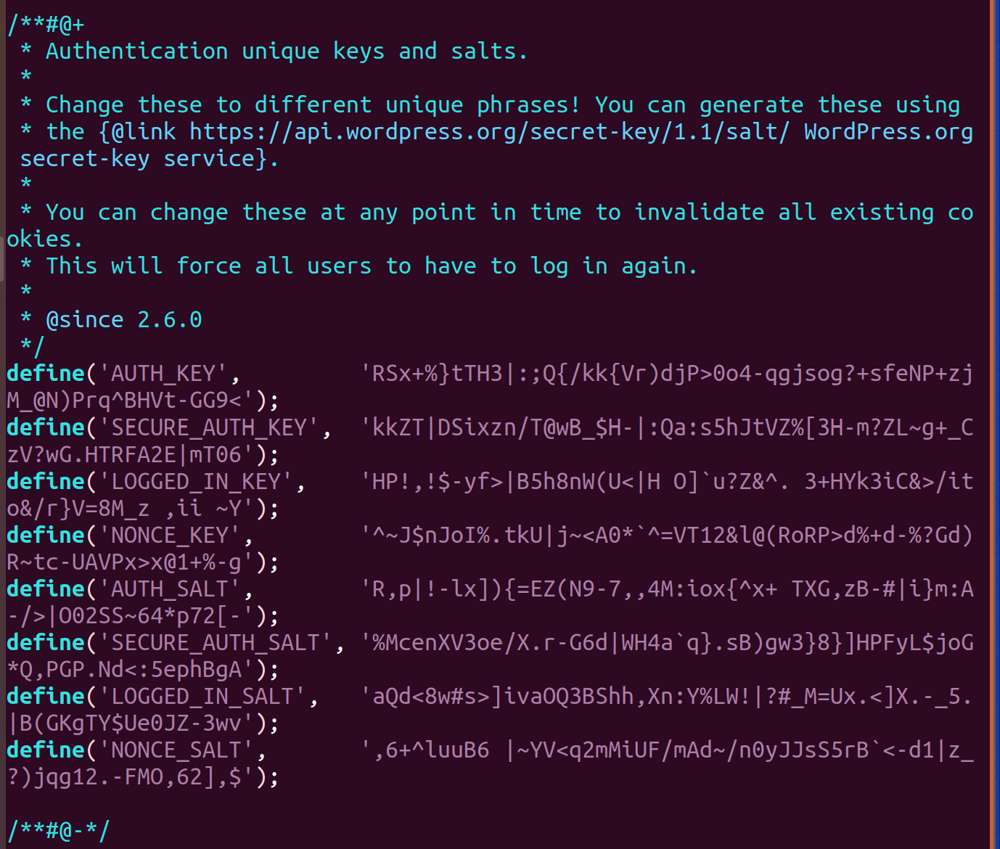 /**#@+
 * Authentication unique keys and salts.
 *
 * Change these to different unique phrases! You can generate these using
 * the {@link https://api.wordpress.org/secret-key/1.1/salt/ WordPress.org
 secret-key service}.
 *
 * You can change these at any point in time to invalidate all existing co
okies.
 * This will force all users to have to log in again.
 *
 * @since 2.6.0
 */
define('AUTH_KEY',         'RSx+%}tTH3|:;Q{/kk{Vr)djP>0o4-qgjsog?+sfeNP+zj
M_@N)Prq^BHVt-GG9<');
define('SECURE_AUTH_KEY',  'kkZT|DSixzn/T@wB_$H-|:Qa:s5hJtVZ%[3H-m?ZL~g+_C
zV?wG.HTRFA2E|mT06');
define('LOGGED_IN_KEY',    'HP!,!$-yf>|B5h8nW(U<|H O]`u?Z&^. 3+HYk3iC&>/it
o&/r}V=8M_z ,ii ~Y');
define('NONCE_KEY',        '^~J$nJoI%.tkU|j~<A0*`^=VT12&l@(RoRP>d%+d-%?Gd)
R~tc-UAVPx>x@1+%-g');
define('AUTH_SALT',        'R,p|!-lx]){=EZ(N9-7,,4M:iox{^x+ TXG,zB-#|i}m:A
-/>|O02SS~64*p72[-');
define('SECURE_AUTH_SALT', '%McenXV3oe/X.r-G6d|WH4a`q}.sB)gw3}8}]HPFyL$joG
*Q,PGP.Nd<:5ephBgA');
define('LOGGED_IN_SALT',   'aQd<8w#s>]ivaOQ3BShh,Xn:Y%LW!|?#_M=Ux.<]X.-_5.
|B(GKgTY$Ue0JZ-3wv');
define('NONCE_SALT',       ',6+^luuB6 |~YV<q2mMiUF/mAd~/n0yJJsS5rB`<-d1|z_
?)jqg12.-FMO,62],$');

/**#@-*/